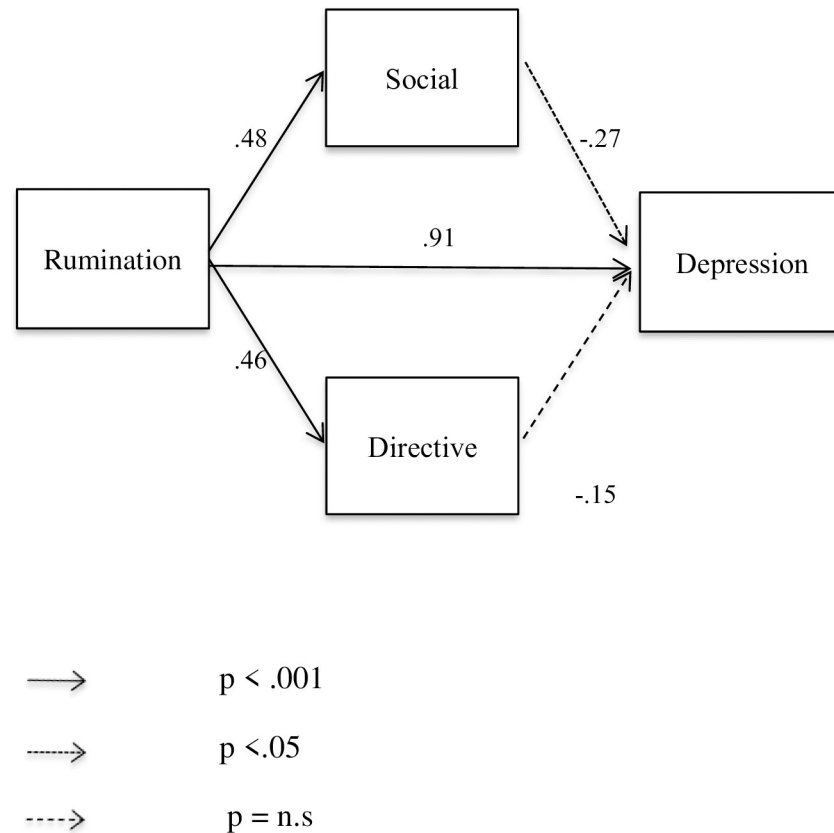 Social
.48
-.27
.91
Rumination
Depression
.46
Directive
-.15
p < .001
p <.05
p = n.s